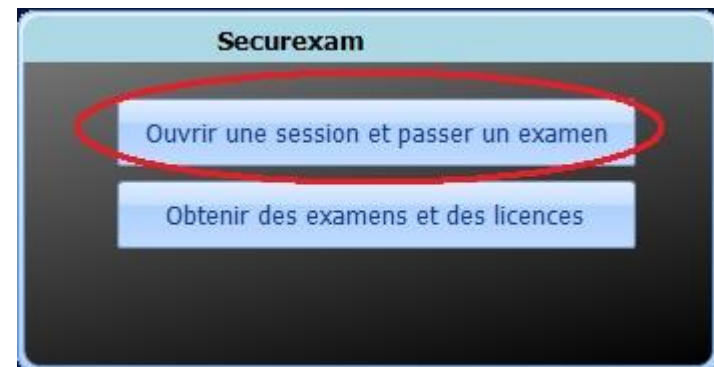 Securexam
Ouvrir une session et passer un examen
Obtenir des examens et des licences